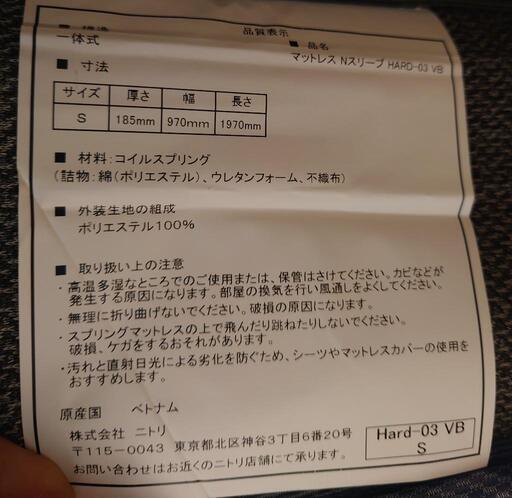 品質表示
■ 構造
一体式
■ 品名
マットレス Nスリープ HARD-03 VB
■ 寸法
サイズ 厚さ 幅 長さ
S 185mm 970mm 1970mm
■ 材料:コイルスプリング
(詰物:綿(ポリエステル)、ウレタンフォーム、不織布)
■ 外装生地の組成
ポリエステル100%
■ 取り扱い上の注意
・高温多湿なところでのご使用または、保管はさけてください。カビなどが
発生する原因になります。部屋の換気を行い風通しをよくしてください。
・無理に折り曲げないでください。破損の原因になります。
・スプリングマットレスの上で飛んだり跳ねたりしないでください。
破損、ケガをするおそれがあります。
・汚れと直射日光による劣化を防ぐため、シーツやマットレスカバーの使用を
おすすめします。
原産国 ベトナム
株式会社 ニトリ
〒115-0043 東京都北区神谷3丁目6番20号
お問い合わせはお近くのニトリ店舗にて承ります。
Hard-03 VB
S